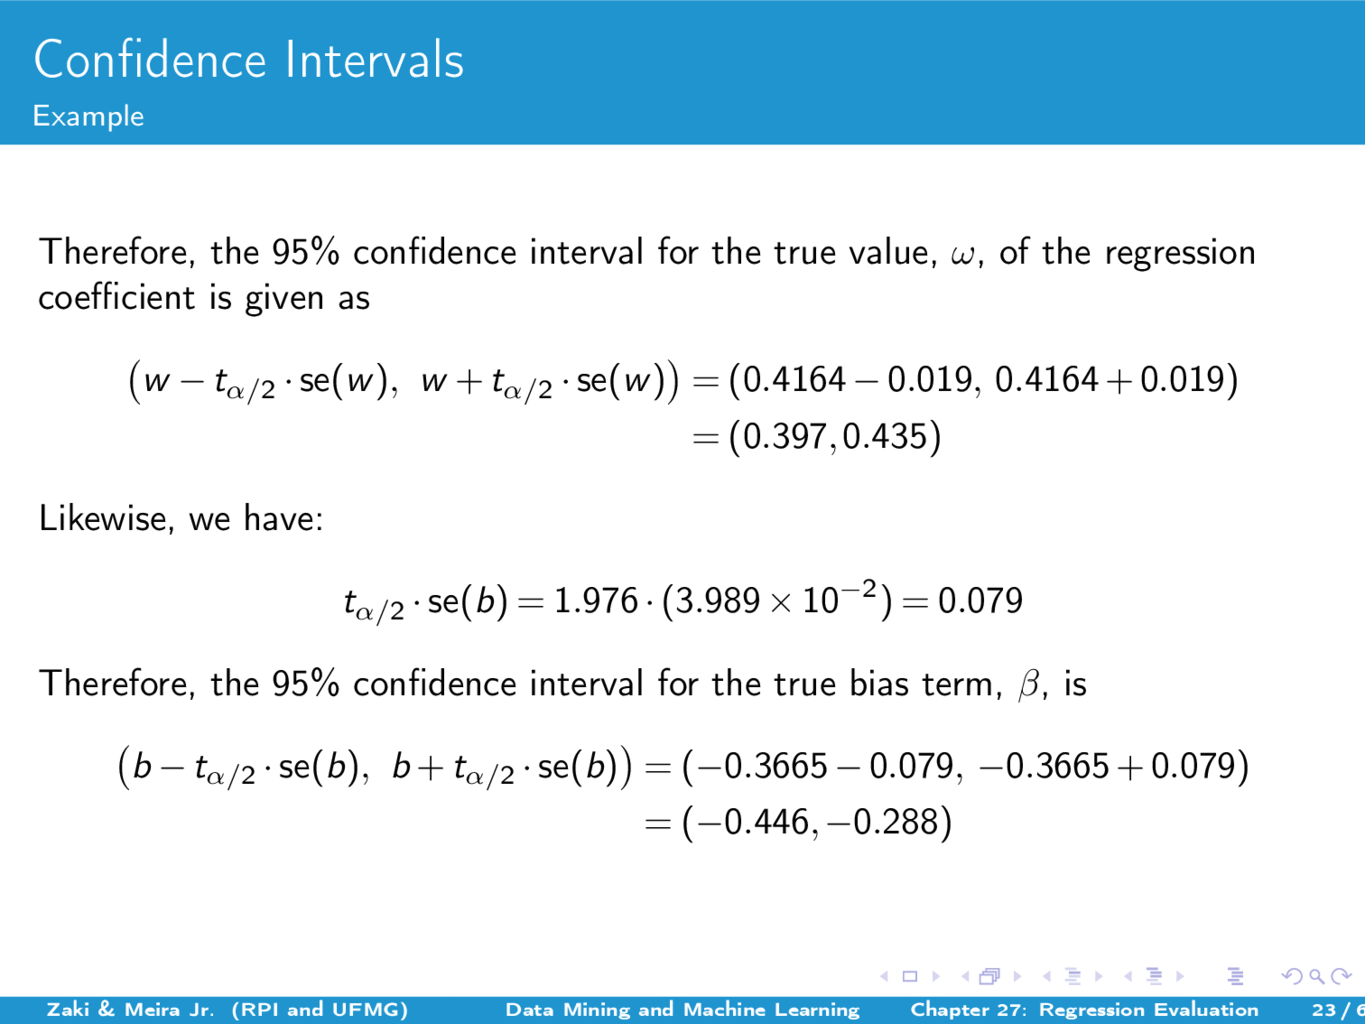 Confidence Intervals
Example
Therefore, the 95% confidence interval for the true value, ω, of the regression
coefficient is given as
(w − t_{α/2} · se(w), w + t_{α/2} · se(w)) = (0.4164 − 0.019, 0.4164 + 0.019)
= (0.397, 0.435)
Likewise, we have:
t_{α/2} · se(b) = 1.976 · (3.989 × 10^{−2}) = 0.079
Therefore, the 95% confidence interval for the true bias term, β, is
(b − t_{α/2} · se(b), b + t_{α/2} · se(b)) = (−0.3665 − 0.079, −0.3665 + 0.079)
= (−0.446, −0.288)
Zaki & Meira Jr. (RPI and UFMG) Data Mining and Machine Learning Chapter 27: Regression Evaluation 23 /